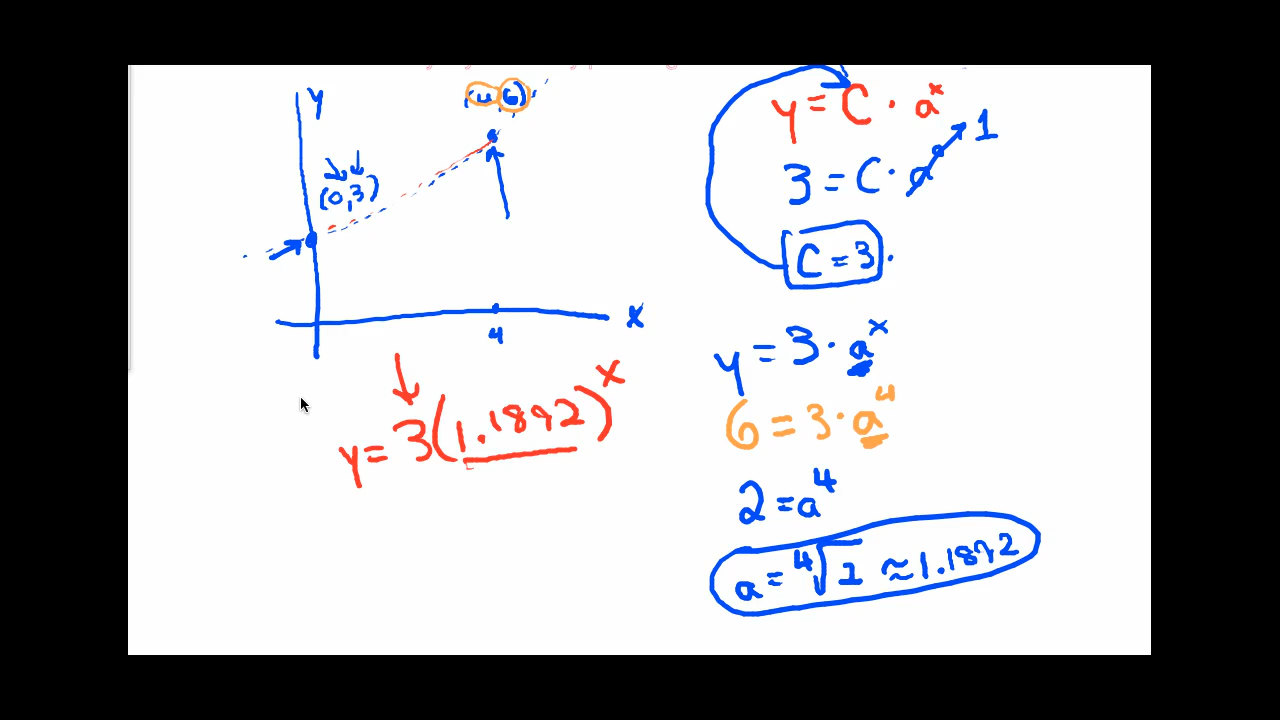 y
(4,6)
(0,3)
x
4
y = 3(1.1892)^x
y = C · a^x
3 = C · a^0 1
C = 3
y = 3 · a^x
6 = 3 · a^4
2 = a^4
a = ⁴√2 ≈ 1.1892